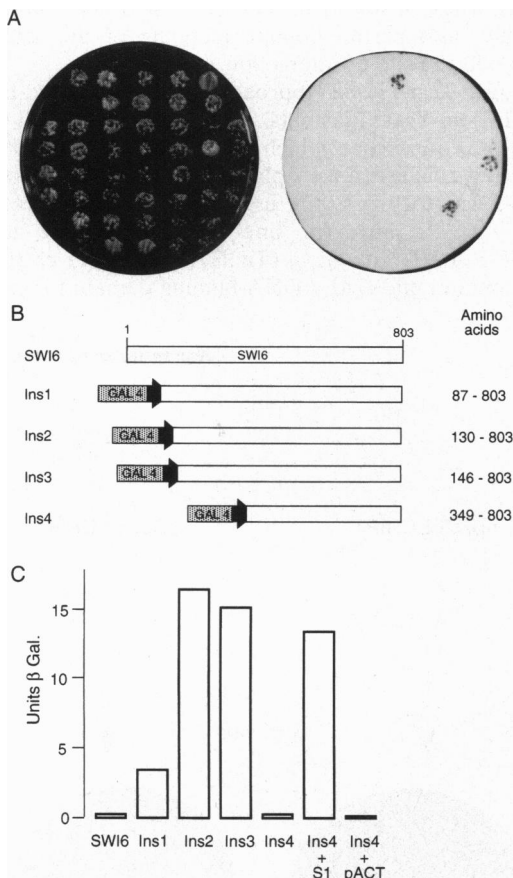 A
B
Amino
acids
1 803
SWI6 SWI6
Ins1 GAL 4 87 - 803
Ins2 GAL 4 130 - 803
Ins3 GAL 4 146 - 803
Ins4 GAL 4 349 - 803
C
Units β Gal.
15
10
5
0
SWI6 Ins1 Ins2 Ins3 Ins4 Ins4 Ins4
+ +
S1 pACT